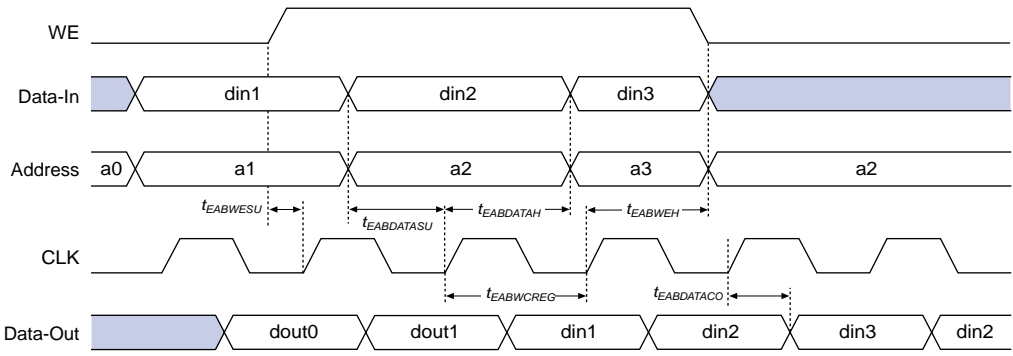 WE
Data-In din1 din2 din3
Address a0 a1 a2 a3 a2
tEABWESU tEABDATASU tEABDATAH tEABWEH
CLK
tEABWCREG tEABDATACO
Data-Out dout0 dout1 din1 din2 din3 din2